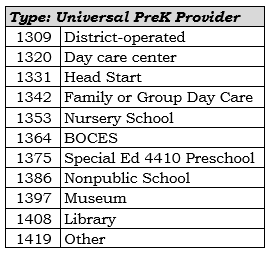 Type: Universal PreK Provider
1309 District-operated
1320 Day care center
1331 Head Start
1342 Family or Group Day Care
1353 Nursery School
1364 BOCES
1375 Special Ed 4410 Preschool
1386 Nonpublic School
1397 Museum
1408 Library
1419 Other